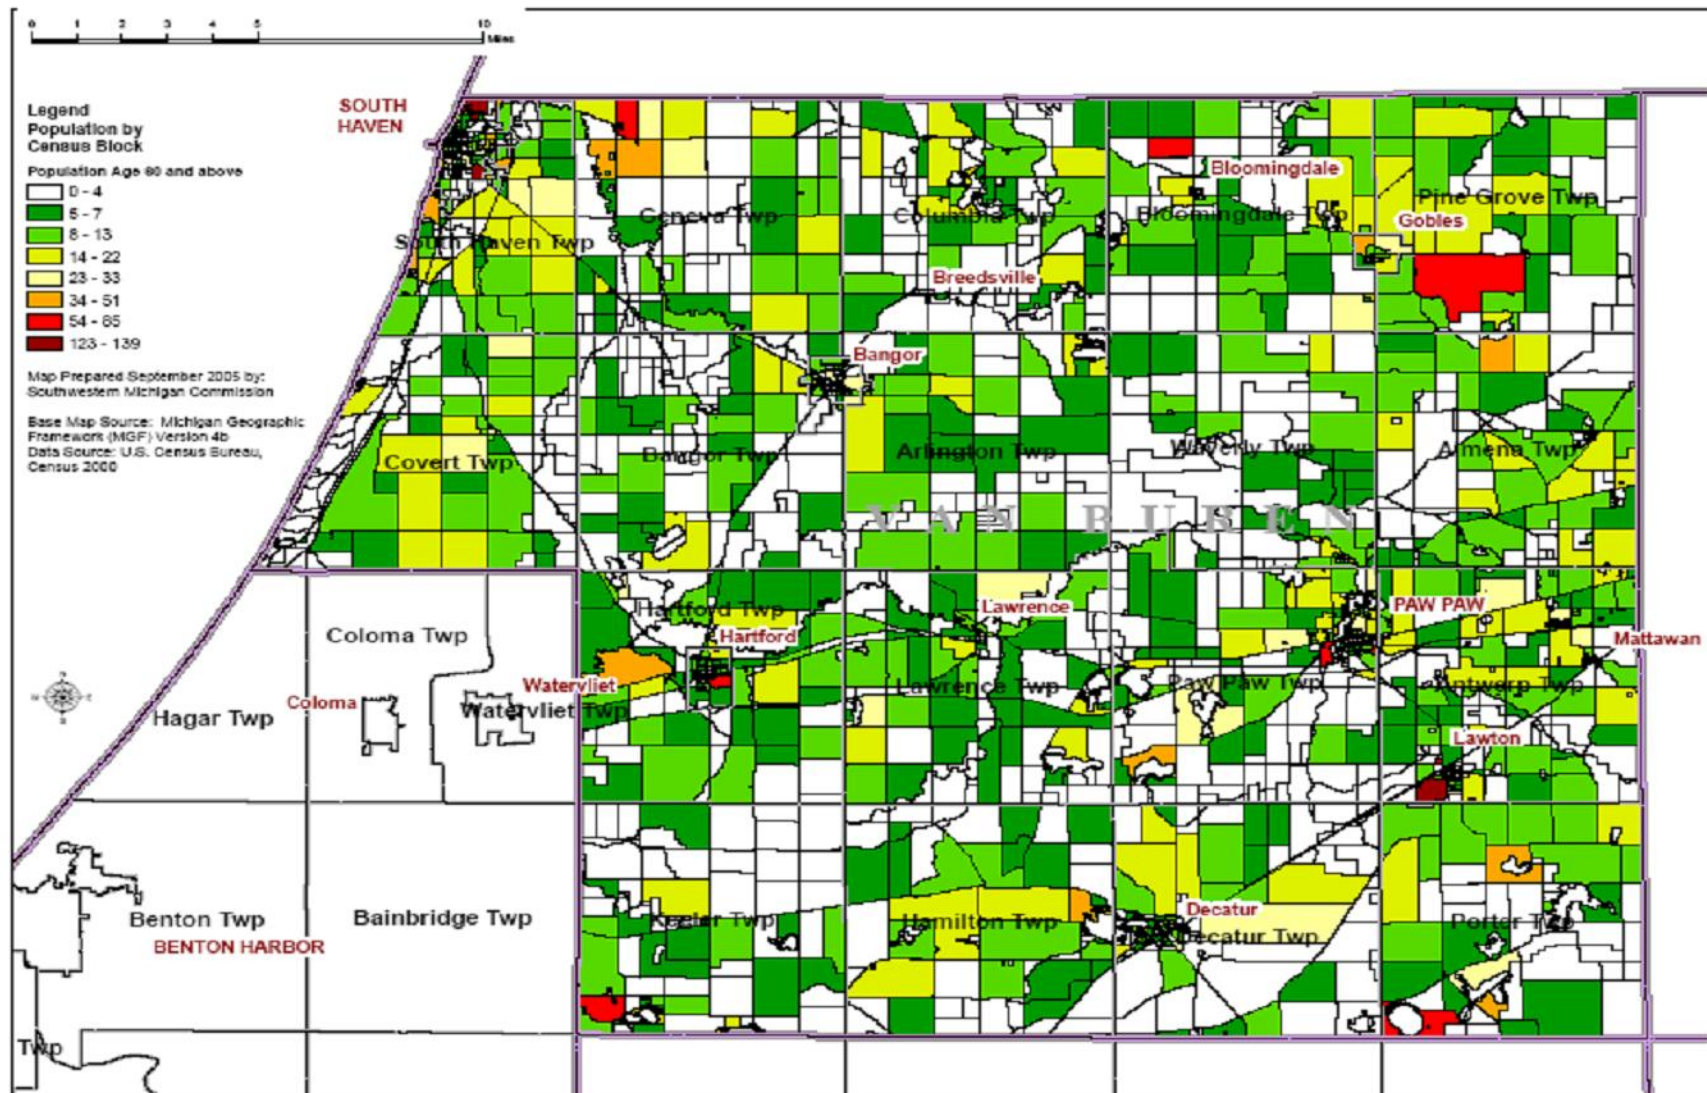 0 1 2 3 4 5 10
Miles
Legend
Population by
Census Block
Population Age 60 and above
0 - 4
5 - 7
8 - 13
14 - 22
23 - 33
34 - 51
54 - 85
123 - 139
Map Prepared September 2005 by:
Southwestern Michigan Commission
Base Map Source: Michigan Geographic
Framework (MGF) Version 4b
Data Source: U.S. Census Bureau,
Census 2000
SOUTH
HAVEN
Bloomingdale
Geneva Twp
Columbia Twp
Bloomingdale Twp
Pine Grove Twp
Gobles
South Haven Twp
Breedsville
Bangor
Covert Twp
Bangor Twp
Arlington Twp
Waverly Twp
Almena Twp
VAN BUREN
Coloma Twp
Hartford Twp
Hartford
Lawrence
PAW PAW
Mattawan
Watervliet
Lawrence Twp
Paw Paw Twp
Antwerp Twp
Hagar Twp
Coloma
Watervliet Twp
Lawton
Benton Twp
Bainbridge Twp
Keeler Twp
Hamilton Twp
Decatur
Decatur Twp
Porter Twp
BENTON HARBOR
Twp